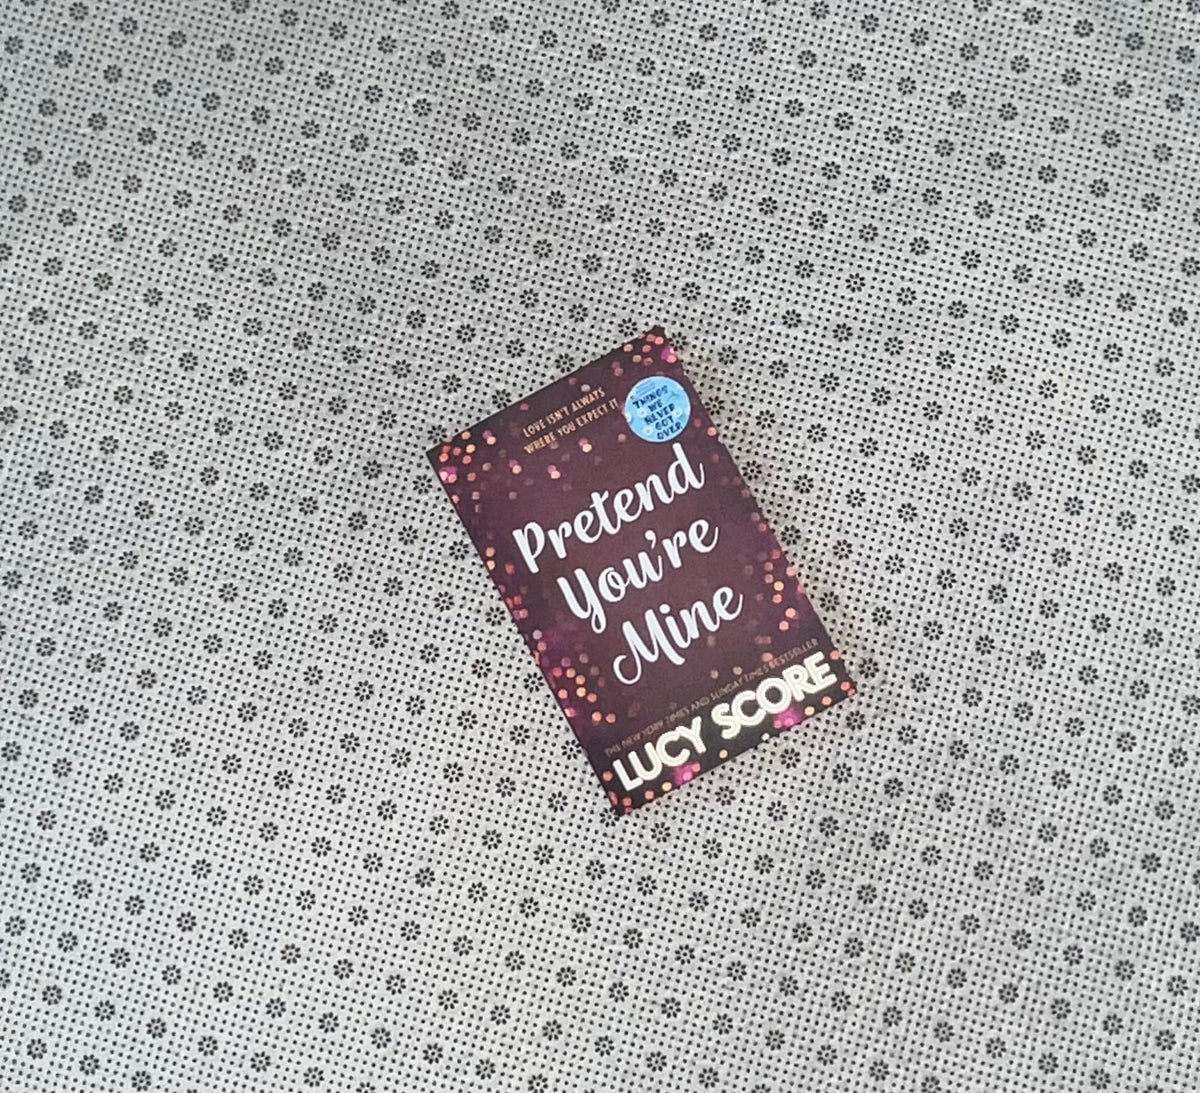 LOVE ISN'T ALWAYS
WHERE YOU EXPECT IT
THINGS
WE
NEVER
GOT
OVER
Pretend
You're
Mine
THE NEW YORK TIMES AND SUNDAY TIMES BESTSELLER
LUCY SCORE